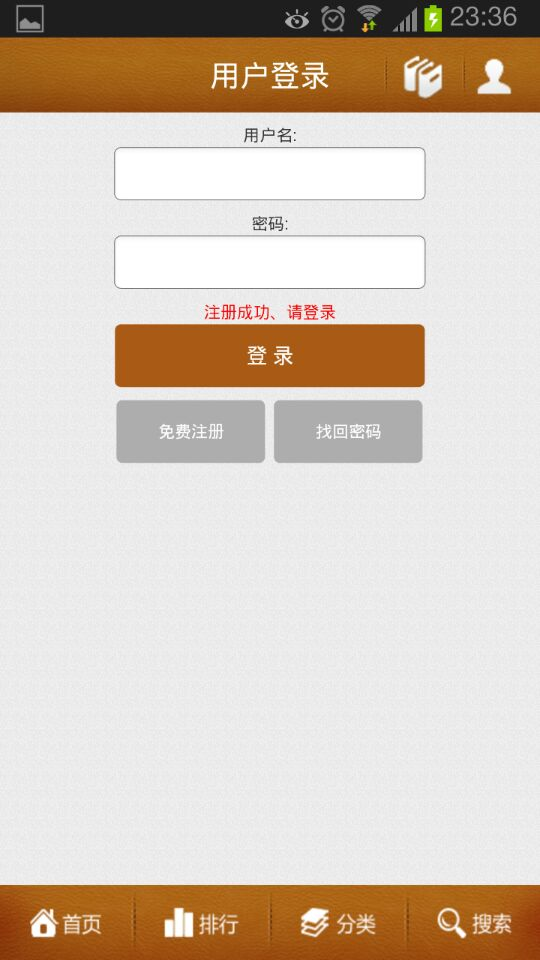 23:36
用户登录
用户名:
密码:
注册成功、请登录
登 录
免费注册 找回密码
首页 排行 分类 搜索